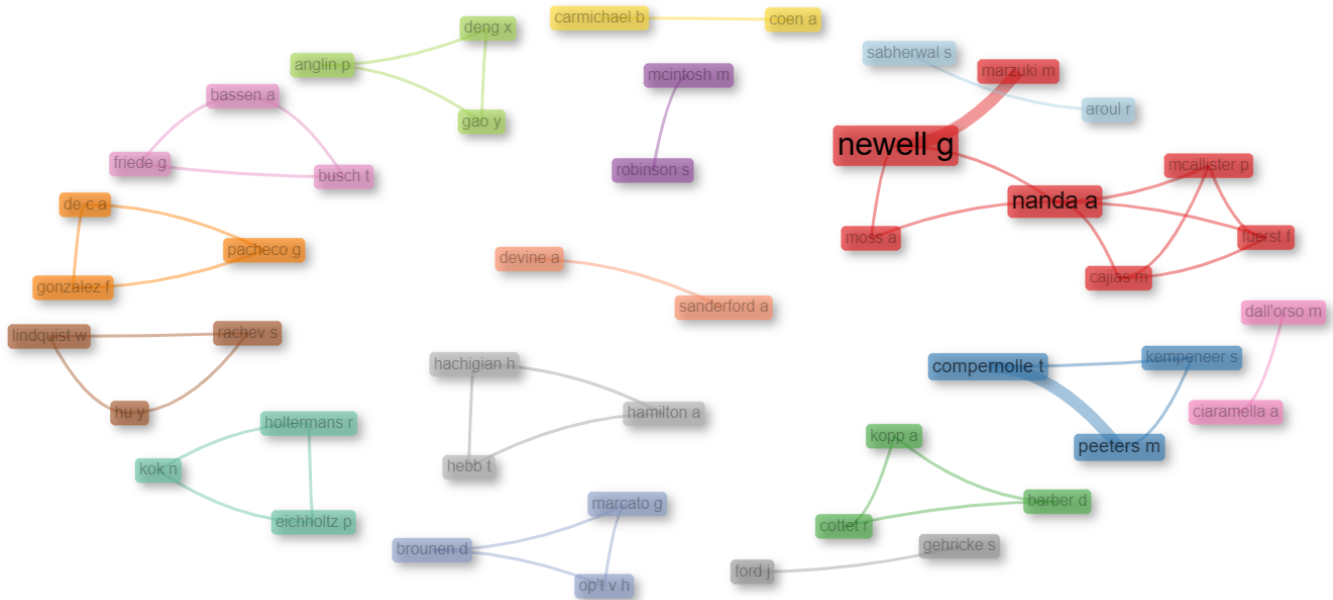 carmichael b
coen a
deng x
anglin p
gao y
sabherwal s
marzuki m
mcintosh m
aroul r
bassen a
newell g
friede g
busch t
robinson s
mcallister p
de c a
nanda a
moss a
fuerst f
pacheco g
gonzalez f
devine a
cajias m
sanderford a
dall'orso m
lindquist w
rachev s
hachigian h
compernolle t
kempeneer s
hu y
hamilton a
ciaramella a
holtermans r
kopp a
peeters m
kok n
hebb t
eichholtz p
marcato g
barber d
cottet r
brounen d
gehricke s
ford j
op't v h